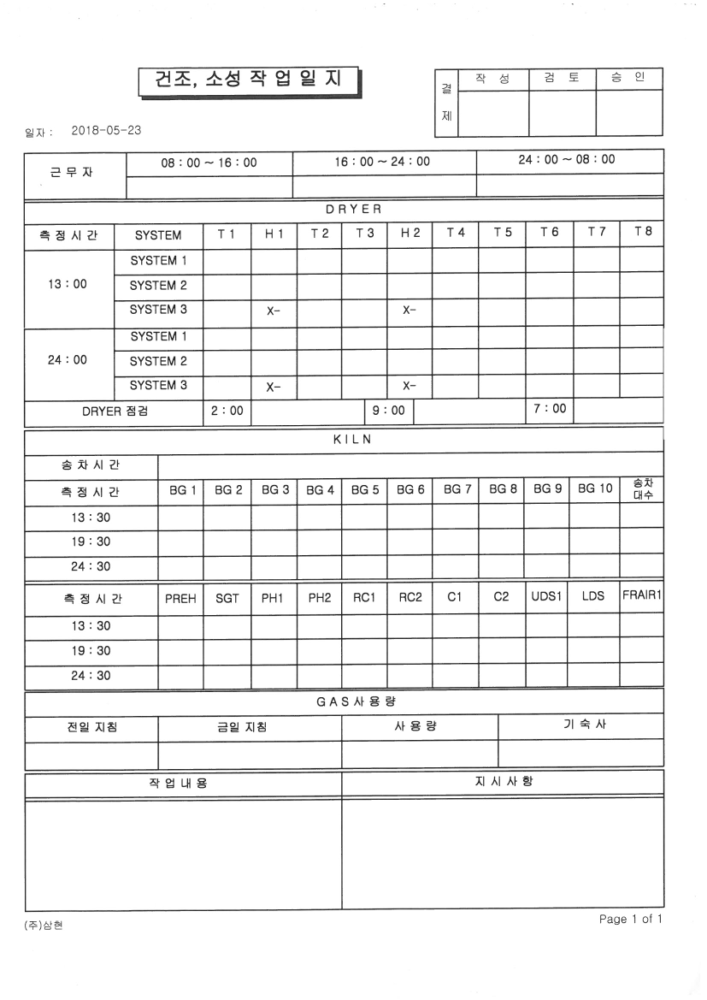 건조, 소성 작 업 일 지
결 제
작 성 검 토 승 인
일자 : 2018-05-23
근 무 자 08 : 00 ~ 16 : 00 16 : 00 ~ 24 : 00 24 : 00 ~ 08 : 00
D R Y E R
측 정 시 간 SYSTEM T 1 H 1 T 2 T 3 H 2 T 4 T 5 T 6 T 7 T 8
13 : 00
SYSTEM 1
SYSTEM 2
SYSTEM 3 X- X-
24 : 00
SYSTEM 1
SYSTEM 2
SYSTEM 3 X- X-
DRYER 점검 2 : 00 9 : 00 7 : 00
K I L N
송 차 시 간
측 정 시 간 BG 1 BG 2 BG 3 BG 4 BG 5 BG 6 BG 7 BG 8 BG 9 BG 10 송차 대수
13 : 30
19 : 30
24 : 30
측 정 시 간 PREH SGT PH1 PH2 RC1 RC2 C1 C2 UDS1 LDS FRAIR1
13 : 30
19 : 30
24 : 30
G A S 사 용 량
전일 지침 금일 지침 사 용 량 기 숙 사
작 업 내 용 지 시 사 항
(주)삼현 Page 1 of 1